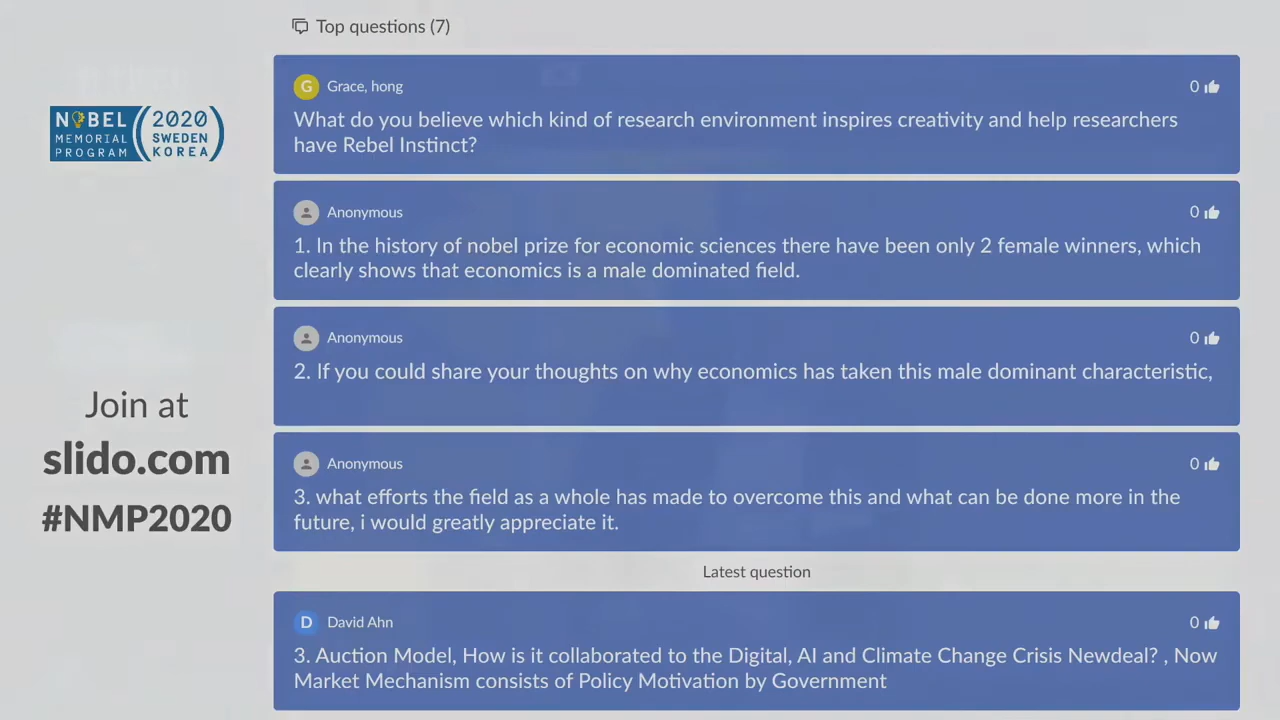 Top questions (7)
NOBEL
MEMORIAL
PROGRAM
2020
SWEDEN
KOREA
G
Grace, hong
0
What do you believe which kind of research environment inspires creativity and help researchers
have Rebel Instinct?
Anonymous
0
1. In the history of nobel prize for economic sciences there have been only 2 female winners, which
clearly shows that economics is a male dominated field.
Anonymous
0
2. If you could share your thoughts on why economics has taken this male dominant characteristic,
Anonymous
0
3. what efforts the field as a whole has made to overcome this and what can be done more in the
future, i would greatly appreciate it.
Join at
slido.com
#NMP2020
Latest question
D
David Ahn
0
3. Auction Model, How is it collaborated to the Digital, AI and Climate Change Crisis Newdeal? , Now
Market Mechanism consists of Policy Motivation by Government